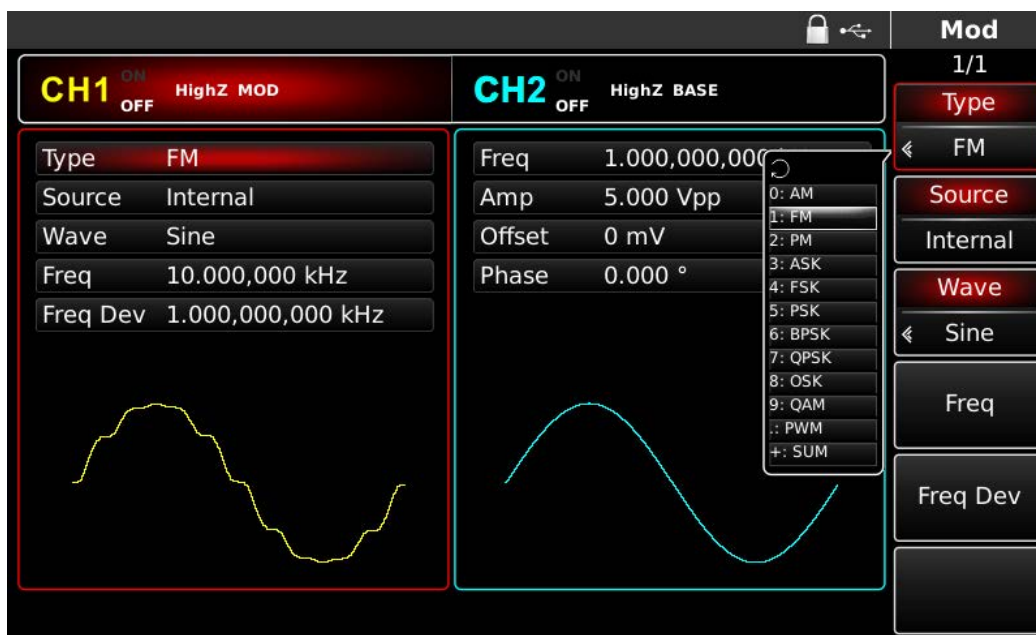 Mod
1/1
CH1 ON OFF HighZ MOD
CH2 ON OFF HighZ BASE
Type FM
Source Internal
Wave Sine
Freq 10.000,000 kHz
Freq Dev 1.000,000,000 kHz
Freq 1.000,000,000
Amp 5.000 Vpp
Offset 0 mV
Phase 0.000 °
0: AM
1: FM
2: PM
3: ASK
4: FSK
5: PSK
6: BPSK
7: QPSK
8: OSK
9: QAM
.: PWM
+: SUM
Type
FM
Source
Internal
Wave
Sine
Freq
Freq Dev